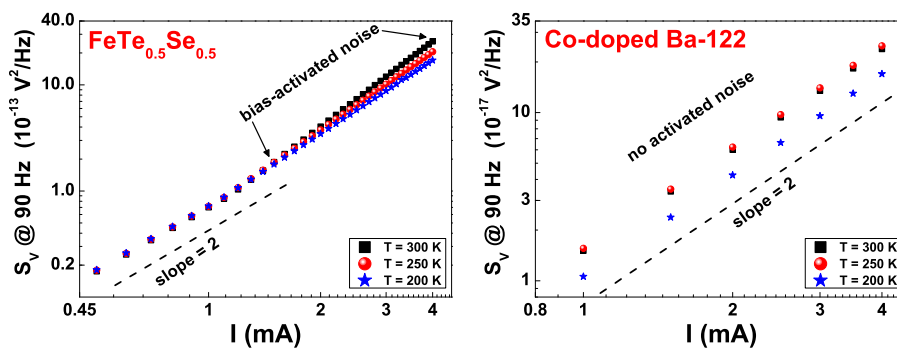 FeTe0.5Se0.5
bias-activated noise
slope = 2
T = 300 K
T = 250 K
T = 200 K
40.0
10.0
1.0
0.2
0.45
1
2
3
4
I (mA)
SV @ 90 Hz (10-13 V2/Hz)
Co-doped Ba-122
no activated noise
slope = 2
T = 300 K
T = 250 K
T = 200 K
35
10
3
1
0.8
1
2
3
4
I (mA)
SV @ 90 Hz (10-17 V2/Hz)